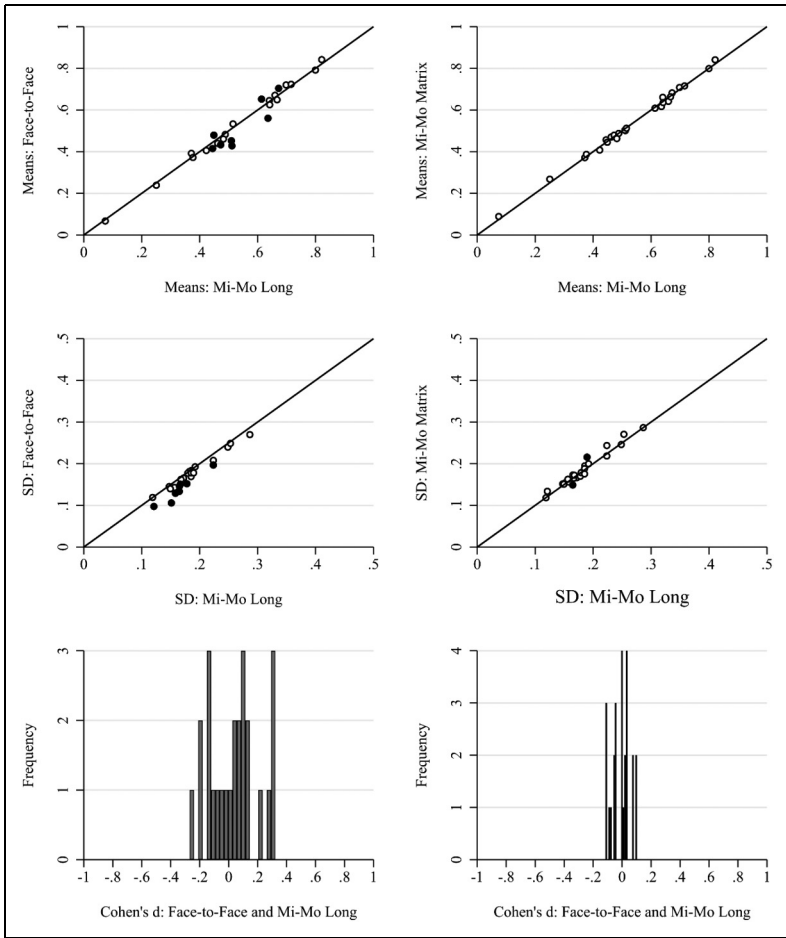 Means: Face-to-Face
0 .2 .4 .6 .8 1
0 .2 .4 .6 .8 1
Means: Mi-Mo Long
Means: Mi-Mo Matrix
0 .2 .4 .6 .8 1
0 .2 .4 .6 .8 1
Means: Mi-Mo Long
SD: Face-to-Face
0 .1 .2 .3 .4 .5
0 .1 .2 .3 .4 .5
SD: Mi-Mo Long
SD: Mi-Mo Matrix
0 .1 .2 .3 .4 .5
0 .1 .2 .3 .4 .5
SD: Mi-Mo Long
Frequency
0 1 2 3
-1 -.8 -.6 -.4 -.2 0 .2 .4 .6 .8 1
Cohen's d: Face-to-Face and Mi-Mo Long
Frequency
0 1 2 3 4
-1 -.8 -.6 -.4 -.2 0 .2 .4 .6 .8 1
Cohen's d: Face-to-Face and Mi-Mo Long